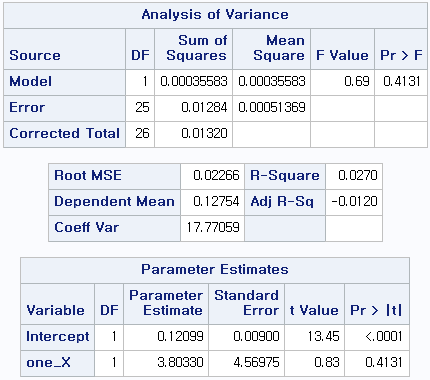 Analysis of Variance
Source DF Sum of Squares Mean Square F Value Pr > F
Model 1 0.00035583 0.00035583 0.69 0.4131
Error 25 0.01284 0.00051369
Corrected Total 26 0.01320
Root MSE 0.02266 R-Square 0.0270
Dependent Mean 0.12754 Adj R-Sq -0.0120
Coeff Var 17.77059
Parameter Estimates
Variable DF Parameter Estimate Standard Error t Value Pr > |t|
Intercept 1 0.12099 0.00900 13.45 <.0001
one_X 1 3.80330 4.56975 0.83 0.4131